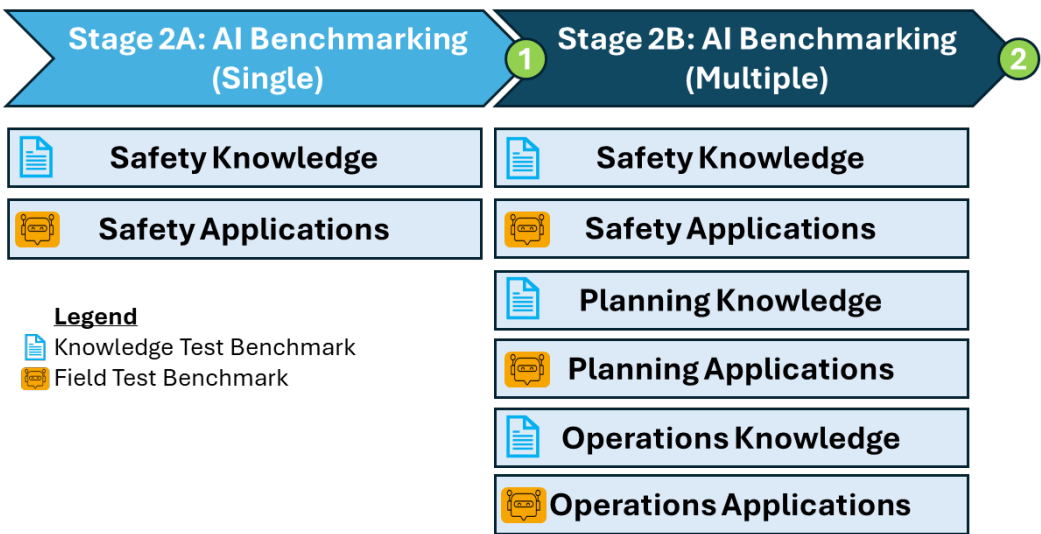 Stage 2A: AI Benchmarking
(Single)
1
Stage 2B: AI Benchmarking
(Multiple)
2
Safety Knowledge
Safety Applications
Legend
Knowledge Test Benchmark
Field Test Benchmark
Safety Knowledge
Safety Applications
Planning Knowledge
Planning Applications
Operations Knowledge
Operations Applications